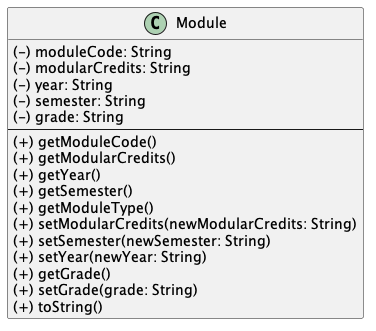 C Module
(-) moduleCode: String
(-) modularCredits: String
(-) year: String
(-) semester: String
(-) grade: String
(+) getModuleCode()
(+) getModularCredits()
(+) getYear()
(+) getSemester()
(+) getModuleType()
(+) setModularCredits(newModularCredits: String)
(+) setSemester(newSemester: String)
(+) setYear(newYear: String)
(+) getGrade()
(+) setGrade(grade: String)
(+) toString()